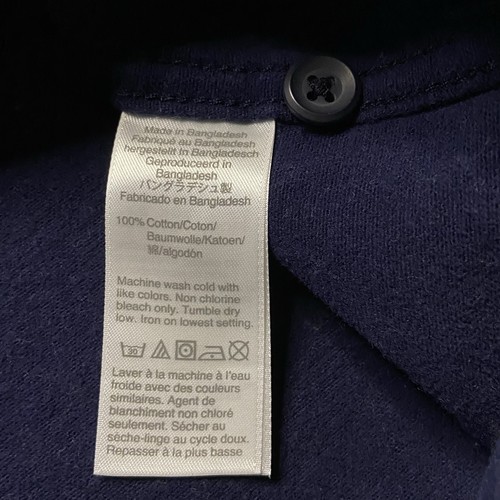 Made in Bangladesh
Fabriqué au Bangladesh
hergestellt in Bangladesch
Geproduceerd in
Bangladesh
バングラデシュ製
Fabricado en Bangladesh
100% Cotton/Coton/
Baumwolle/Katoen/
綿/algodón
Machine wash cold with
like colors. Non chlorine
bleach only. Tumble dry
low. Iron on lowest setting.
30
Laver à la machine à l'eau
froide avec des couleurs
similaires. Agent de
blanchiment non chloré
seulement. Sécher au
sèche-linge au cycle doux.
Repasser à la plus basse